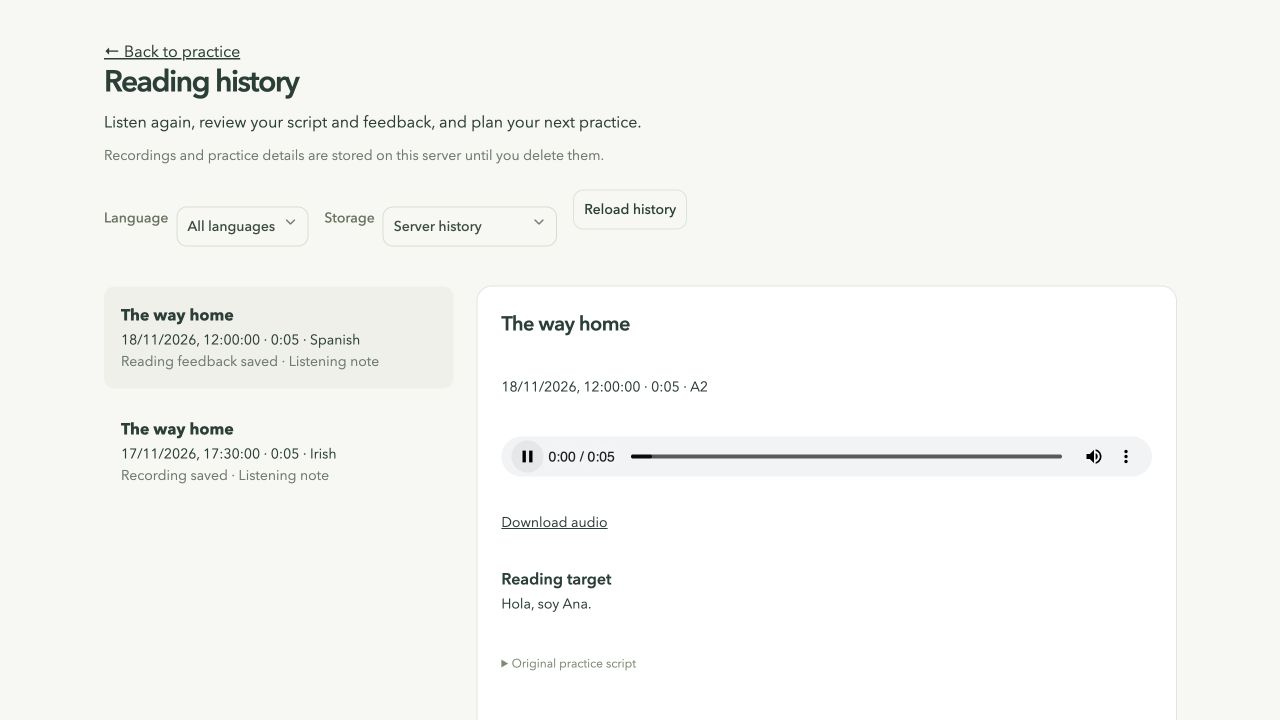 ← Back to practice
Reading history
Listen again, review your script and feedback, and plan your next practice.
Recordings and practice details are stored on this server until you delete them.
Language All languages Storage Server history Reload history
The way home
18/11/2026, 12:00:00 · 0:05 · Spanish
Reading feedback saved · Listening note
The way home
17/11/2026, 17:30:00 · 0:05 · Irish
Recording saved · Listening note
The way home
18/11/2026, 12:00:00 · 0:05 · A2
0:00 / 0:05
Download audio
Reading target
Hola, soy Ana.
Original practice script